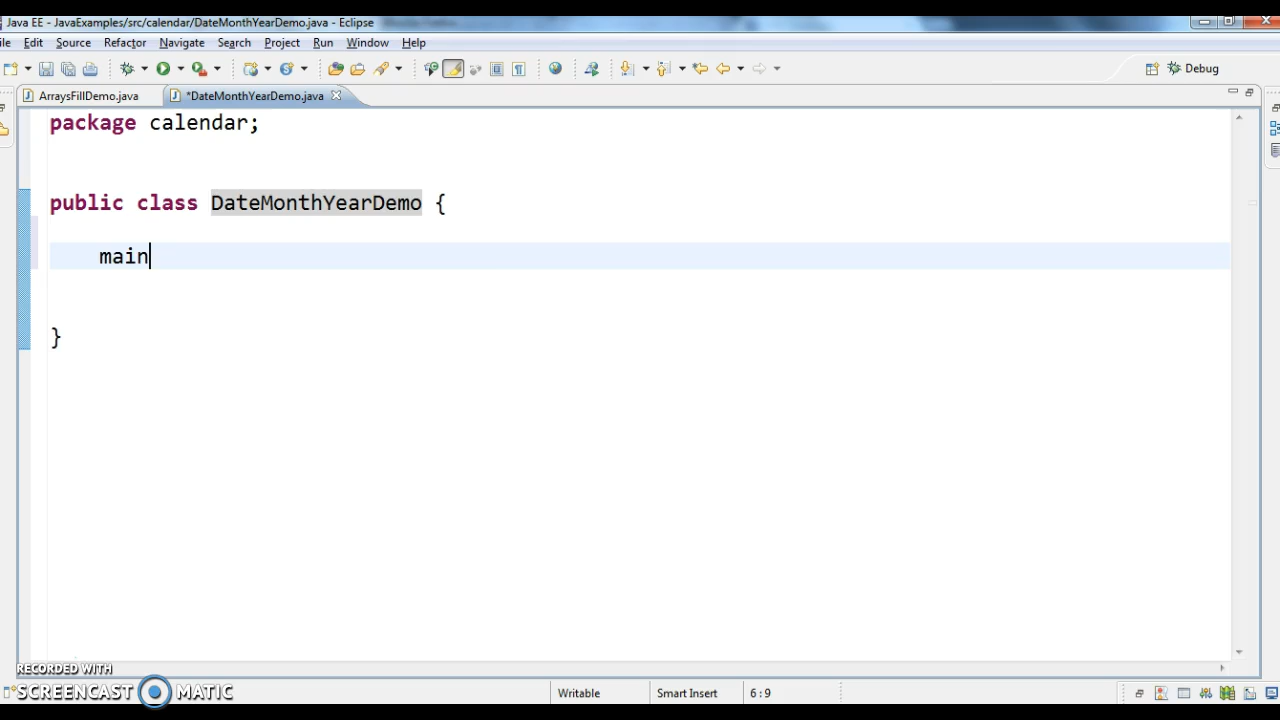 Java EE - JavaExamples/src/calendar/DateMonthYearDemo.java - Eclipse
ile Edit Source Refactor Navigate Search Project Run Window Help
Debug
ArraysFillDemo.java *DateMonthYearDemo.java
package calendar;
public class DateMonthYearDemo {
main
}
RECORDED WITH
SCREENCAST MATIC
Writable Smart Insert 6 : 9